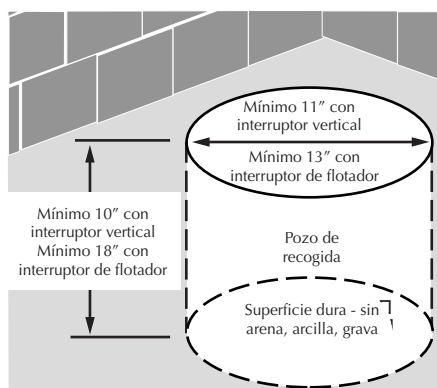 Mínimo 11” con
interruptor vertical
Mínimo 13” con
interruptor de flotador
Mínimo 10” con
interruptor vertical
Mínimo 18” con
interruptor de flotador
Pozo de
recogida
Superficie dura - sin
arena, arcilla, grava